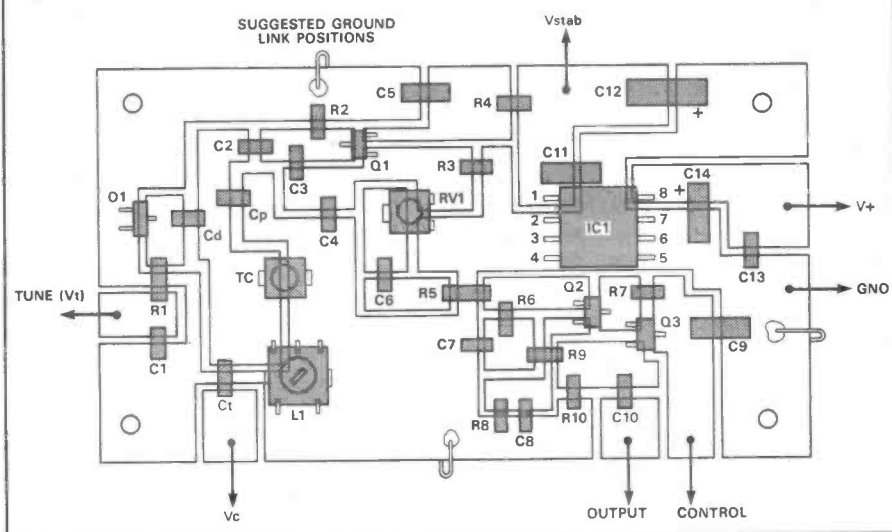 SUGGESTED GROUND
LINK POSITIONS
Vstab
C5
R4
C12
+
R2
C2
C3
Q1
R3
C11
C14
+
1
2
3
4
8
7
6
5
IC1
O1
Cd
Cp
C4
RV1
V+
C13
TC
C6
R5
Q2
R7
GNO
TUNE (Vt)
R1
R6
Q3
C1
C7
R9
C9
Ct
L1
R8
C8
R10
C10
Vc
OUTPUT
CONTROL